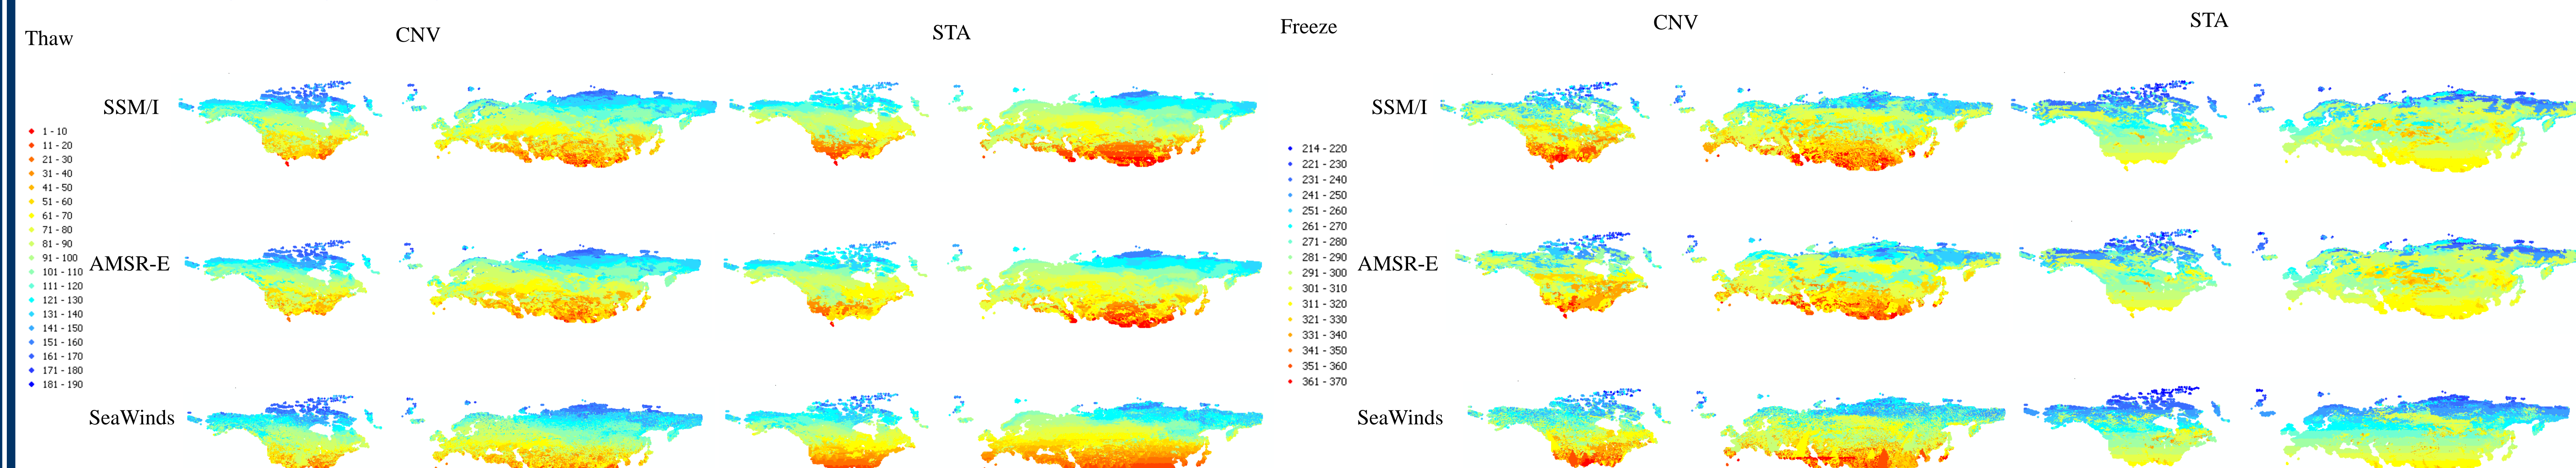 Thaw
CNV
STA
SSM/I
1 - 10
11 - 20
21 - 30
31 - 40
41 - 50
51 - 60
61 - 70
71 - 80
81 - 90
91 - 100
101 - 110
111 - 120
121 - 130
131 - 140
141 - 150
151 - 160
161 - 170
171 - 180
181 - 190
AMSR-E
SeaWinds
Freeze
CNV
STA
SSM/I
214 - 220
221 - 230
231 - 240
241 - 250
251 - 260
261 - 270
271 - 280
281 - 290
291 - 300
301 - 310
311 - 320
321 - 330
331 - 340
341 - 350
351 - 360
361 - 370
AMSR-E
SeaWinds